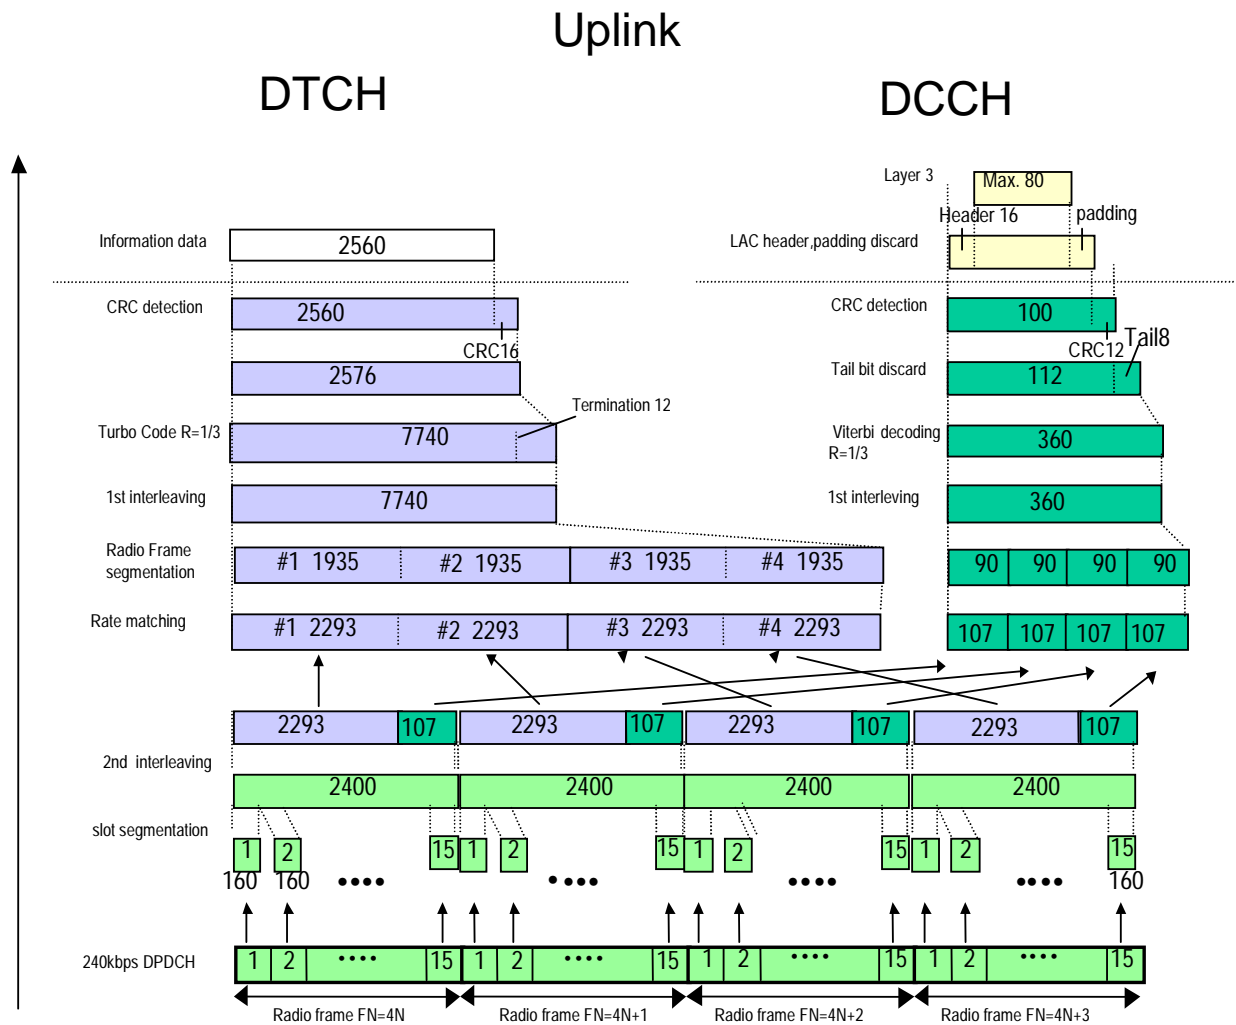 Uplink
DTCH
DCCH
Layer 3
Max. 80
Header 16
padding
Information data
2560
LAC header,padding discard
CRC detection
2560
CRC16
CRC detection
100
CRC12
Tail8
2576
Tail bit discard
112
Termination 12
Turbo Code R=1/3
7740
Viterbi decoding
R=1/3
360
1st interleaving
7740
1st interleving
360
Radio Frame
segmentation
#1 1935
#2 1935
#3 1935
#4 1935
90
90
90
90
Rate matching
#1 2293
#2 2293
#3 2293
#4 2293
107
107
107
107
2293
107
2293
107
2293
107
2293
107
2nd interleaving
2400
2400
2400
2400
slot segmentation
1
2
15
1
2
15
1
2
15
1
2
15
160
160
••••
••••
••••
••••
160
240kbps DPDCH
1
2
••••
15
1
2
••••
15
1
2
••••
15
1
2
••••
15
Radio frame FN=4N
Radio frame FN=4N+1
Radio frame FN=4N+2
Radio frame FN=4N+3